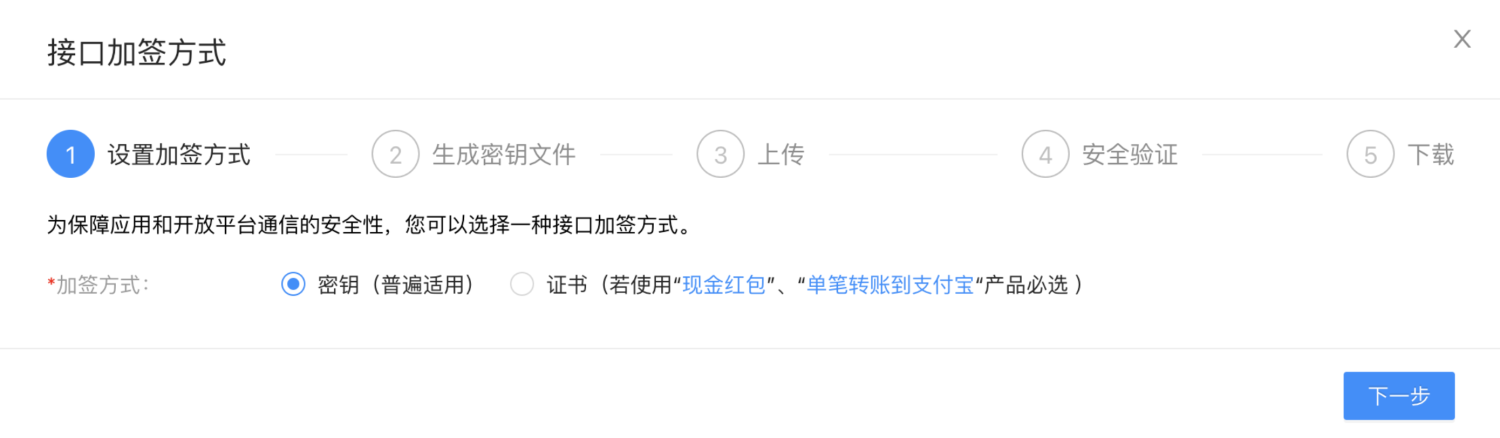 接口加签方式
1 设置加签方式 2 生成密钥文件 3 上传 4 安全验证 5 下载
为保障应用和开放平台通信的安全性，您可以选择一种接口加签方式。
*加签方式： 密钥（普遍适用） 证书（若使用“现金红包”、“单笔转账到支付宝“产品必选 ）
下一步